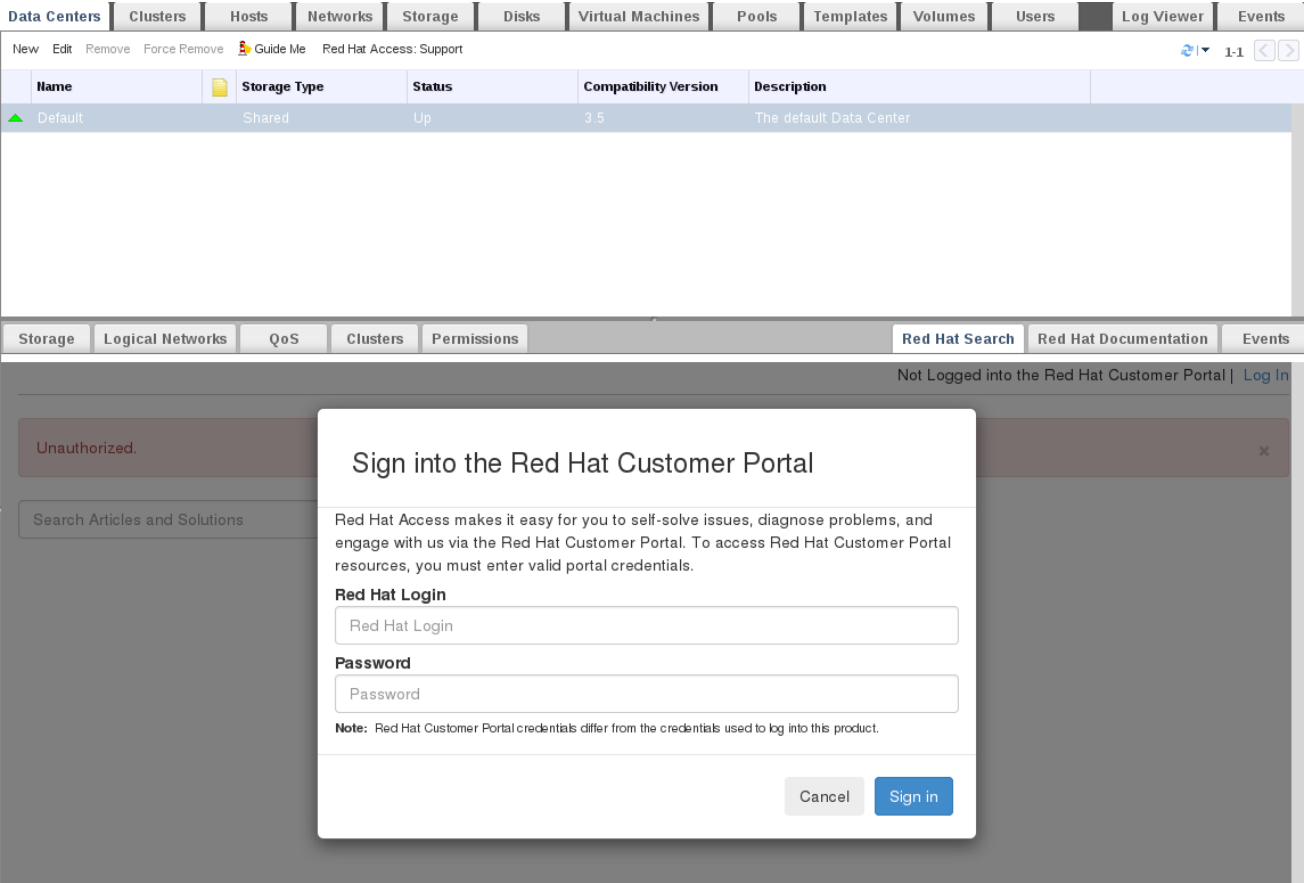 Data Centers Clusters Hosts Networks Storage Disks Virtual Machines Pools Templates Volumes Users Log Viewer Events
New Edit Remove Force Remove Guide Me Red Hat Access: Support 1-1
Name Storage Type Status Compatibility Version Description
Default Shared Up 3.5 The default Data Center
Storage Logical Networks QoS Clusters Permissions Red Hat Search Red Hat Documentation Events
Not Logged into the Red Hat Customer Portal | Log In
Unauthorized. ×
Search Articles and Solutions
Sign into the Red Hat Customer Portal
Red Hat Access makes it easy for you to self-solve issues, diagnose problems, and
engage with us via the Red Hat Customer Portal. To access Red Hat Customer Portal
resources, you must enter valid portal credentials.
Red Hat Login
Red Hat Login
Password
Password
Note: Red Hat Customer Portal credentials differ from the credentials used to log into this product.
Cancel Sign in